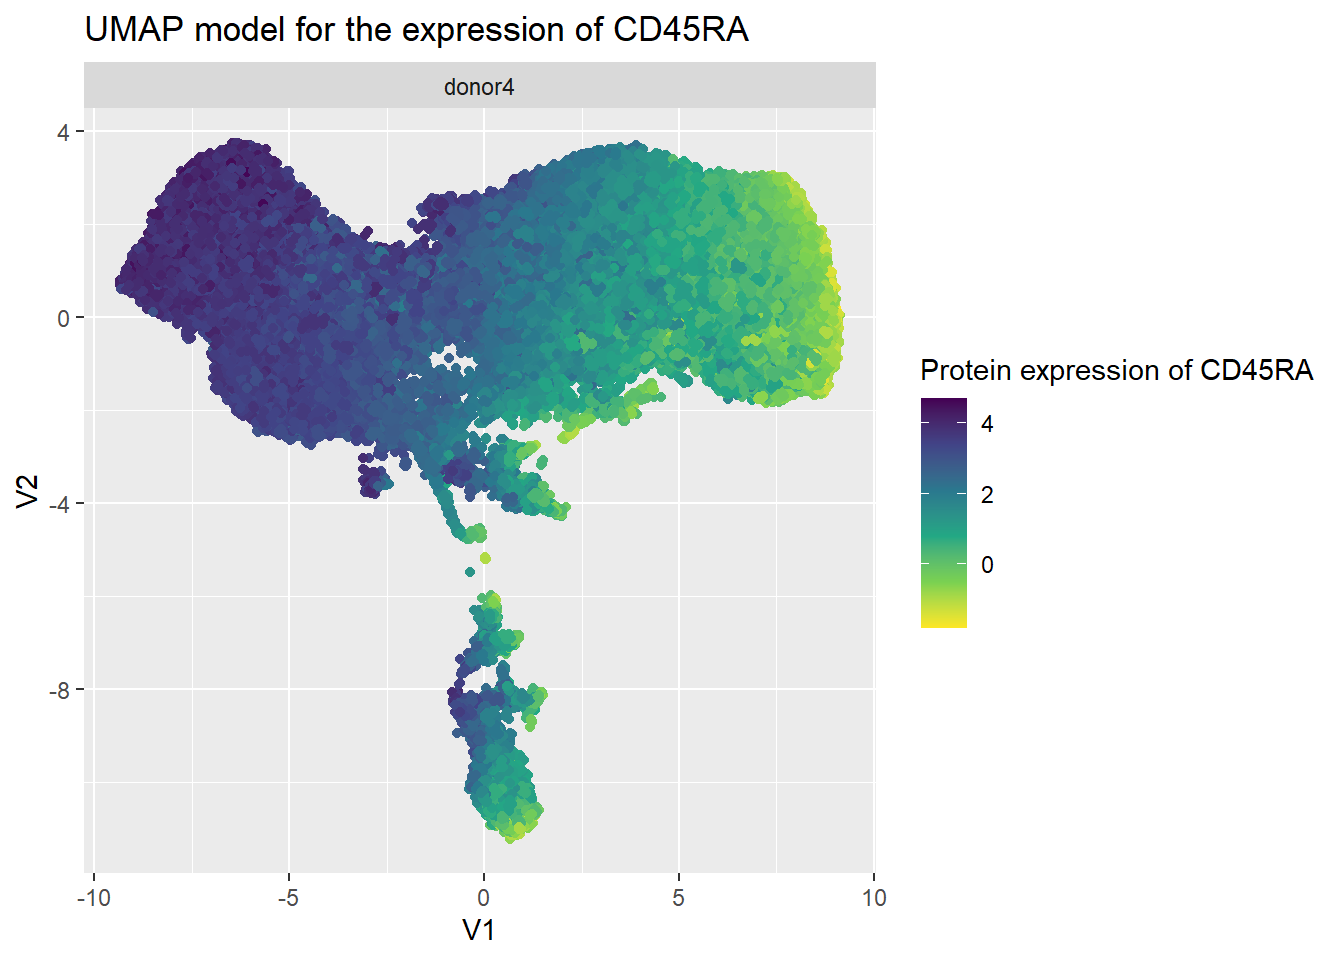 UMAP model for the expression of CD45RA
donor4
4
0
-4
-8
V2
-10
-5
0
5
10
V1
Protein expression of CD45RA
4
2
0